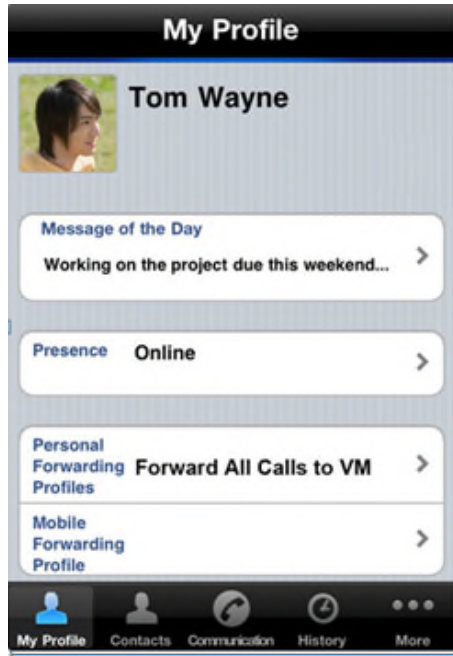 My Profile
Tom Wayne
Message of the Day
Working on the project due this weekend...
Presence Online
Personal
Forwarding Forward All Calls to VM
Profiles
Mobile
Forwarding
Profile
My Profile Contacts Communication History More